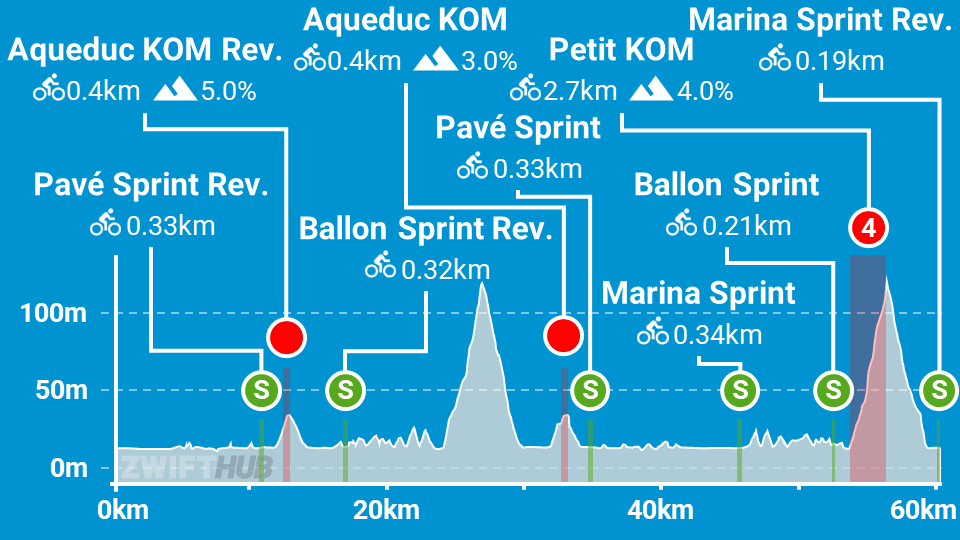 Aqueduc KOM
0.4km 3.0%
Marina Sprint Rev.
0.19km
Aqueduc KOM Rev.
0.4km 5.0%
Petit KOM
2.7km 4.0%
Pavé Sprint
0.33km
Pavé Sprint Rev.
0.33km
Ballon Sprint
0.21km
Ballon Sprint Rev.
0.32km
4
Marina Sprint
0.34km
100m
50m
S
S
S
S
S
S
0m
ZWIFTHUB
0km
20km
40km
60km